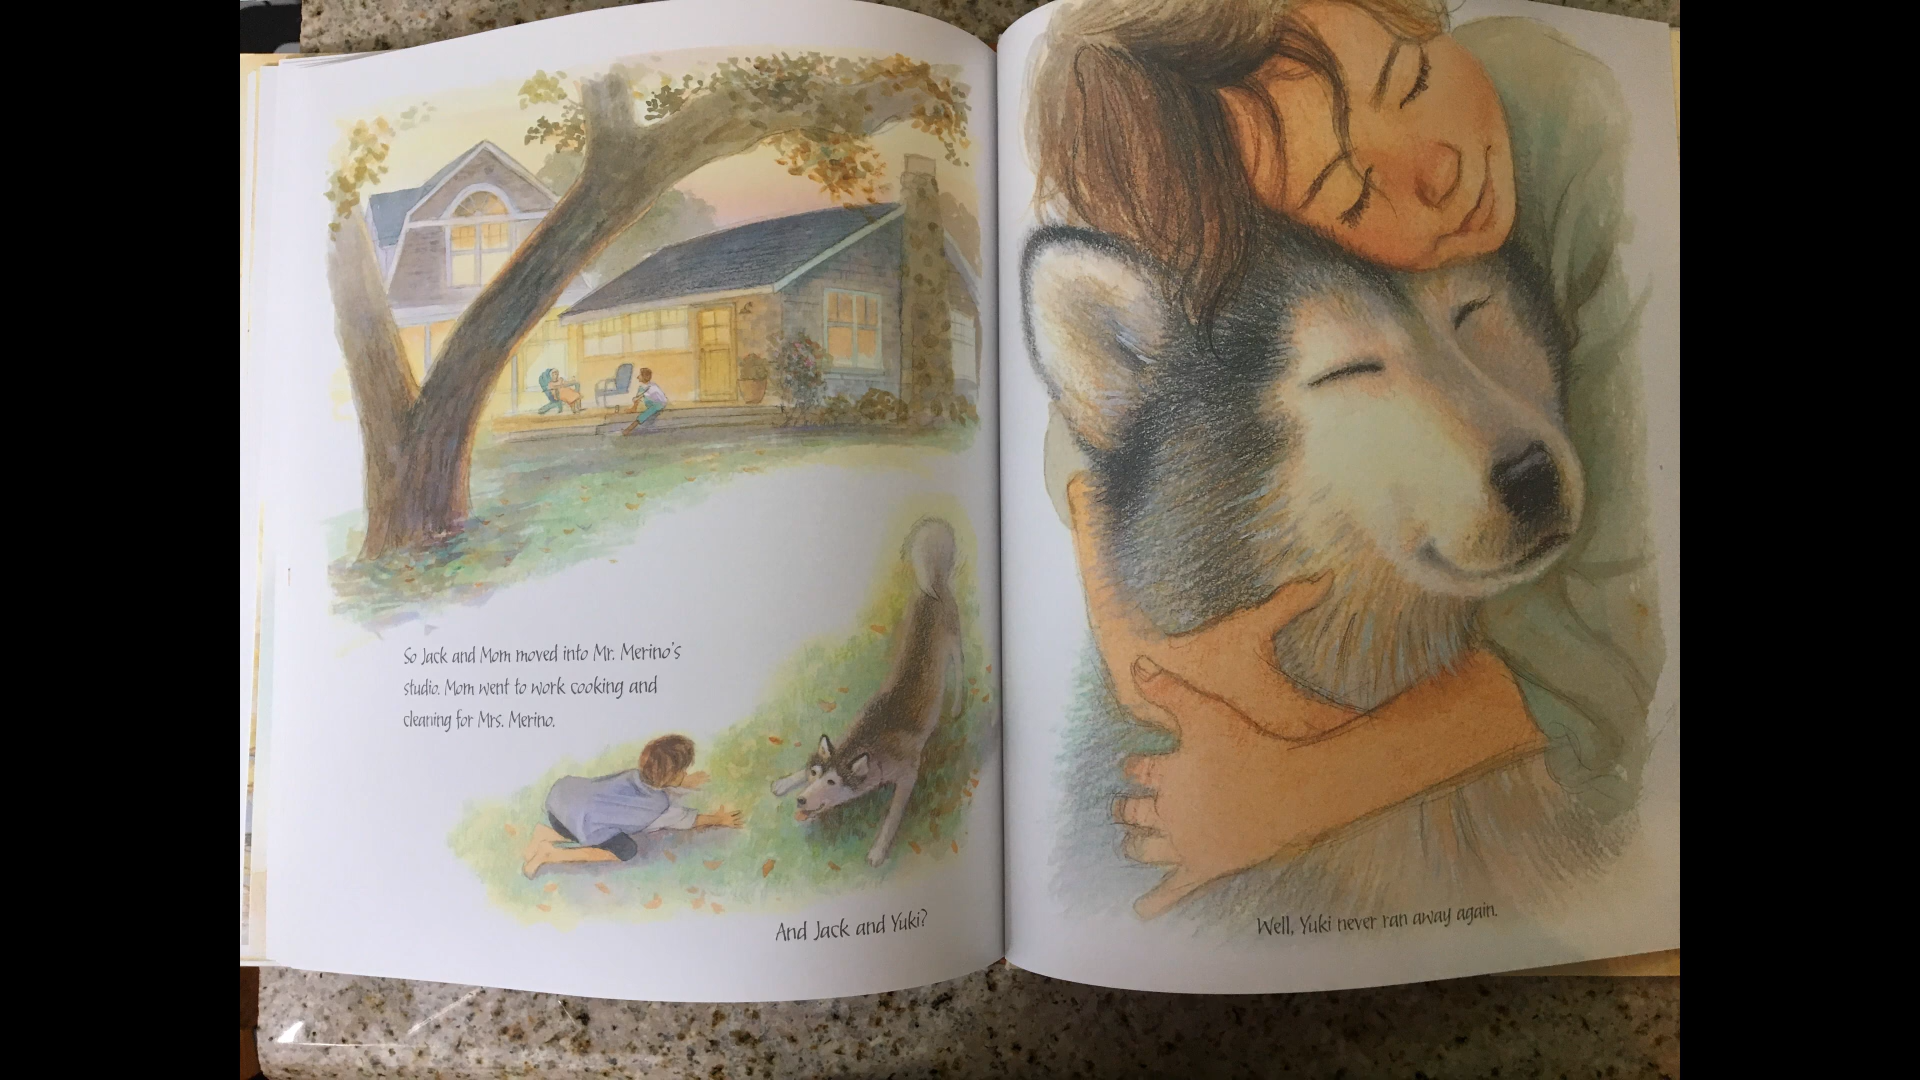 So Jack and Mom moved into Mr. Merino's
studio. Mom went to work cooking and
cleaning for Mrs. Merino.
And Jack and Yuki?
Well, Yuki never ran away again.